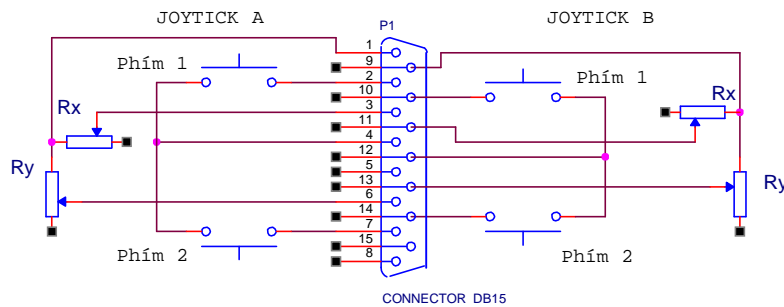 JOYTICK A
P1
JOYTICK B
Phím 1
Phím 1
Rx
Rx
Ry
Ry
1
9
2
10
3
11
4
12
5
13
6
14
7
15
8
Phím 2
Phím 2
CONNECTOR DB15